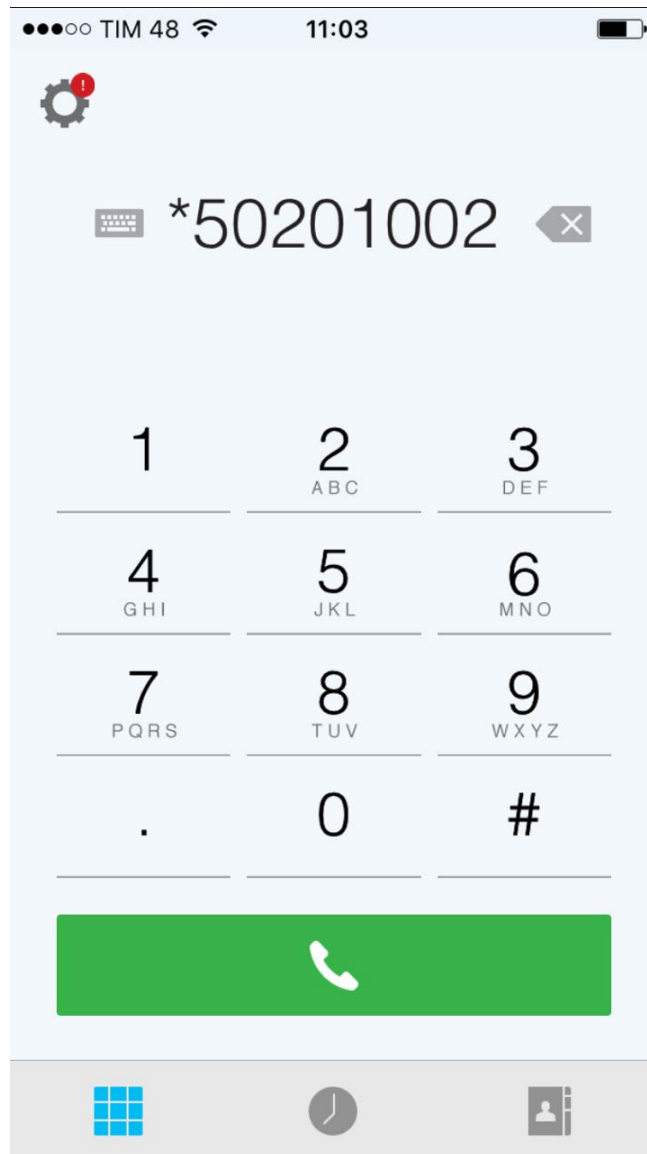 TIM 48 11:03
!
*50201002
1 2 3
ABC DEF
4 5 6
GHI JKL MNO
7 8 9
PQRS TUV WXYZ
. 0 #